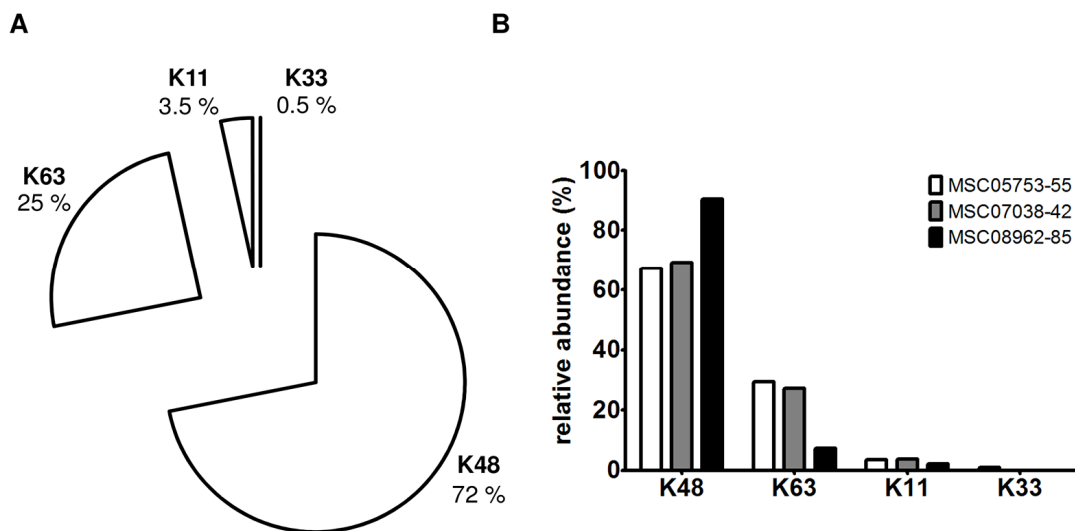 A
K11
3.5 %
K33
0.5 %
K63
25 %
K48
72 %
B
relative abundance (%)
100
80
60
40
20
0
MSC05753-55
MSC07038-42
MSC08962-85
K48
K63
K11
K33